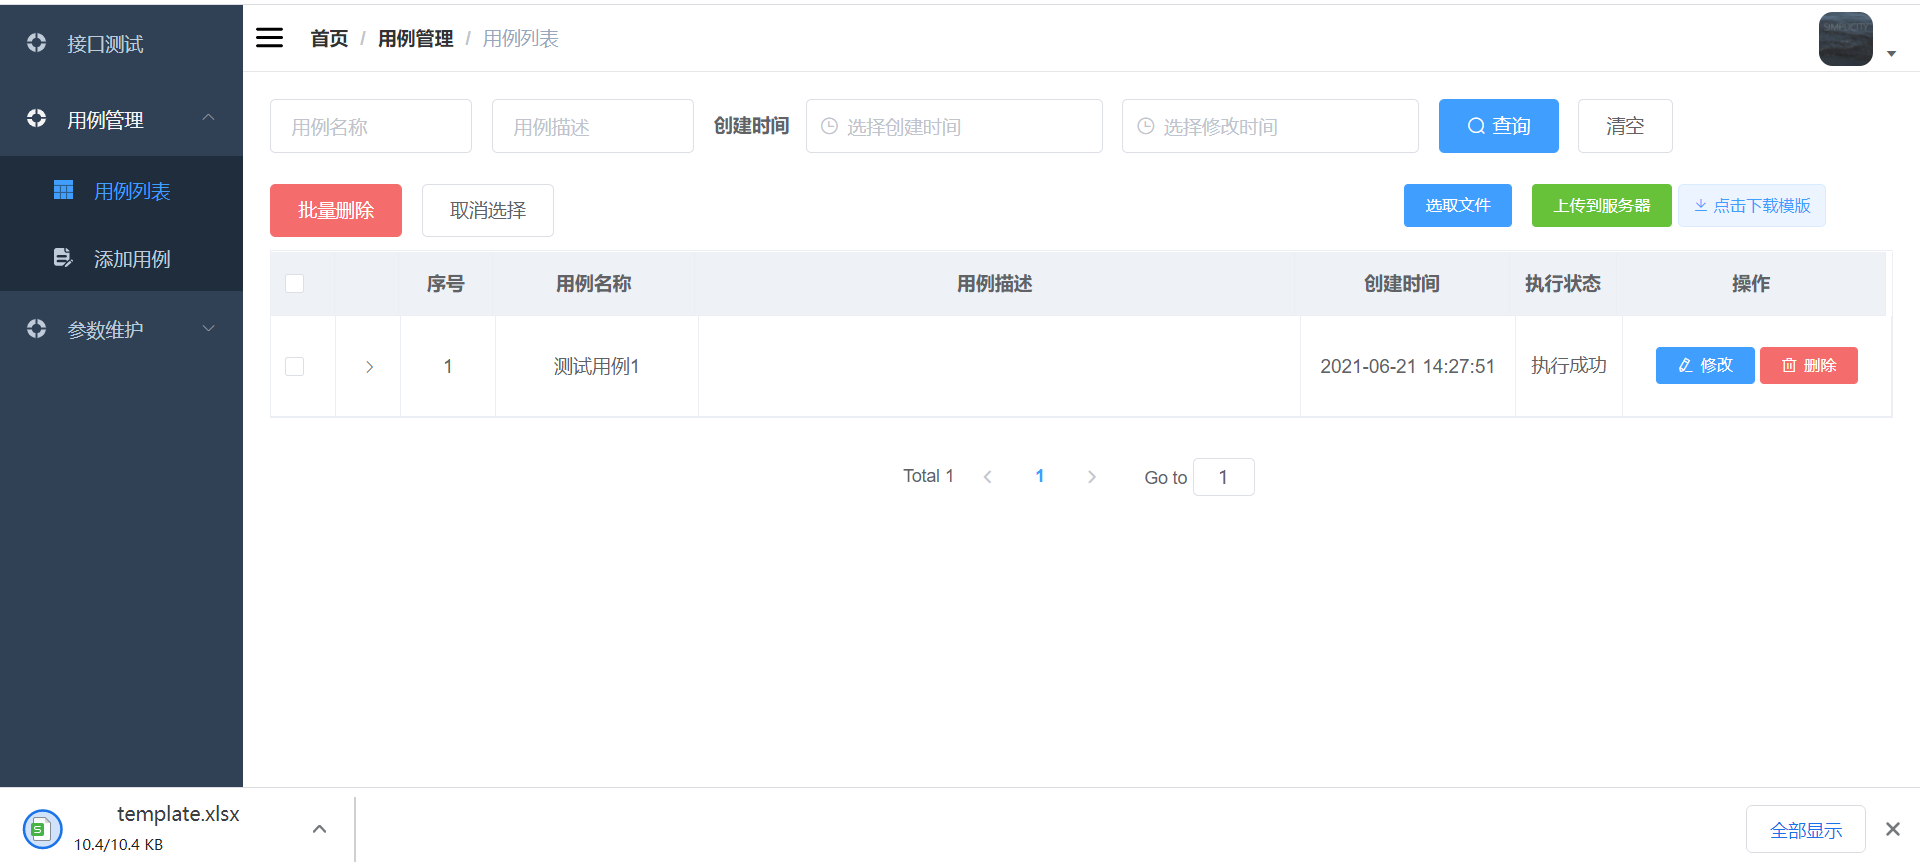 接口测试
用例管理
用例列表
添加用例
参数维护
首页 / 用例管理 / 用例列表
用例名称 用例描述 创建时间 选择创建时间 选择修改时间 查询 清空
批量删除 取消选择 选取文件 上传到服务器 点击下载模版
序号 用例名称 用例描述 创建时间 执行状态 操作
1 测试用例1 2021-06-21 14:27:51 执行成功 修改 删除
Total 1 1 Go to 1
template.xlsx
10.4/10.4 KB
全部显示